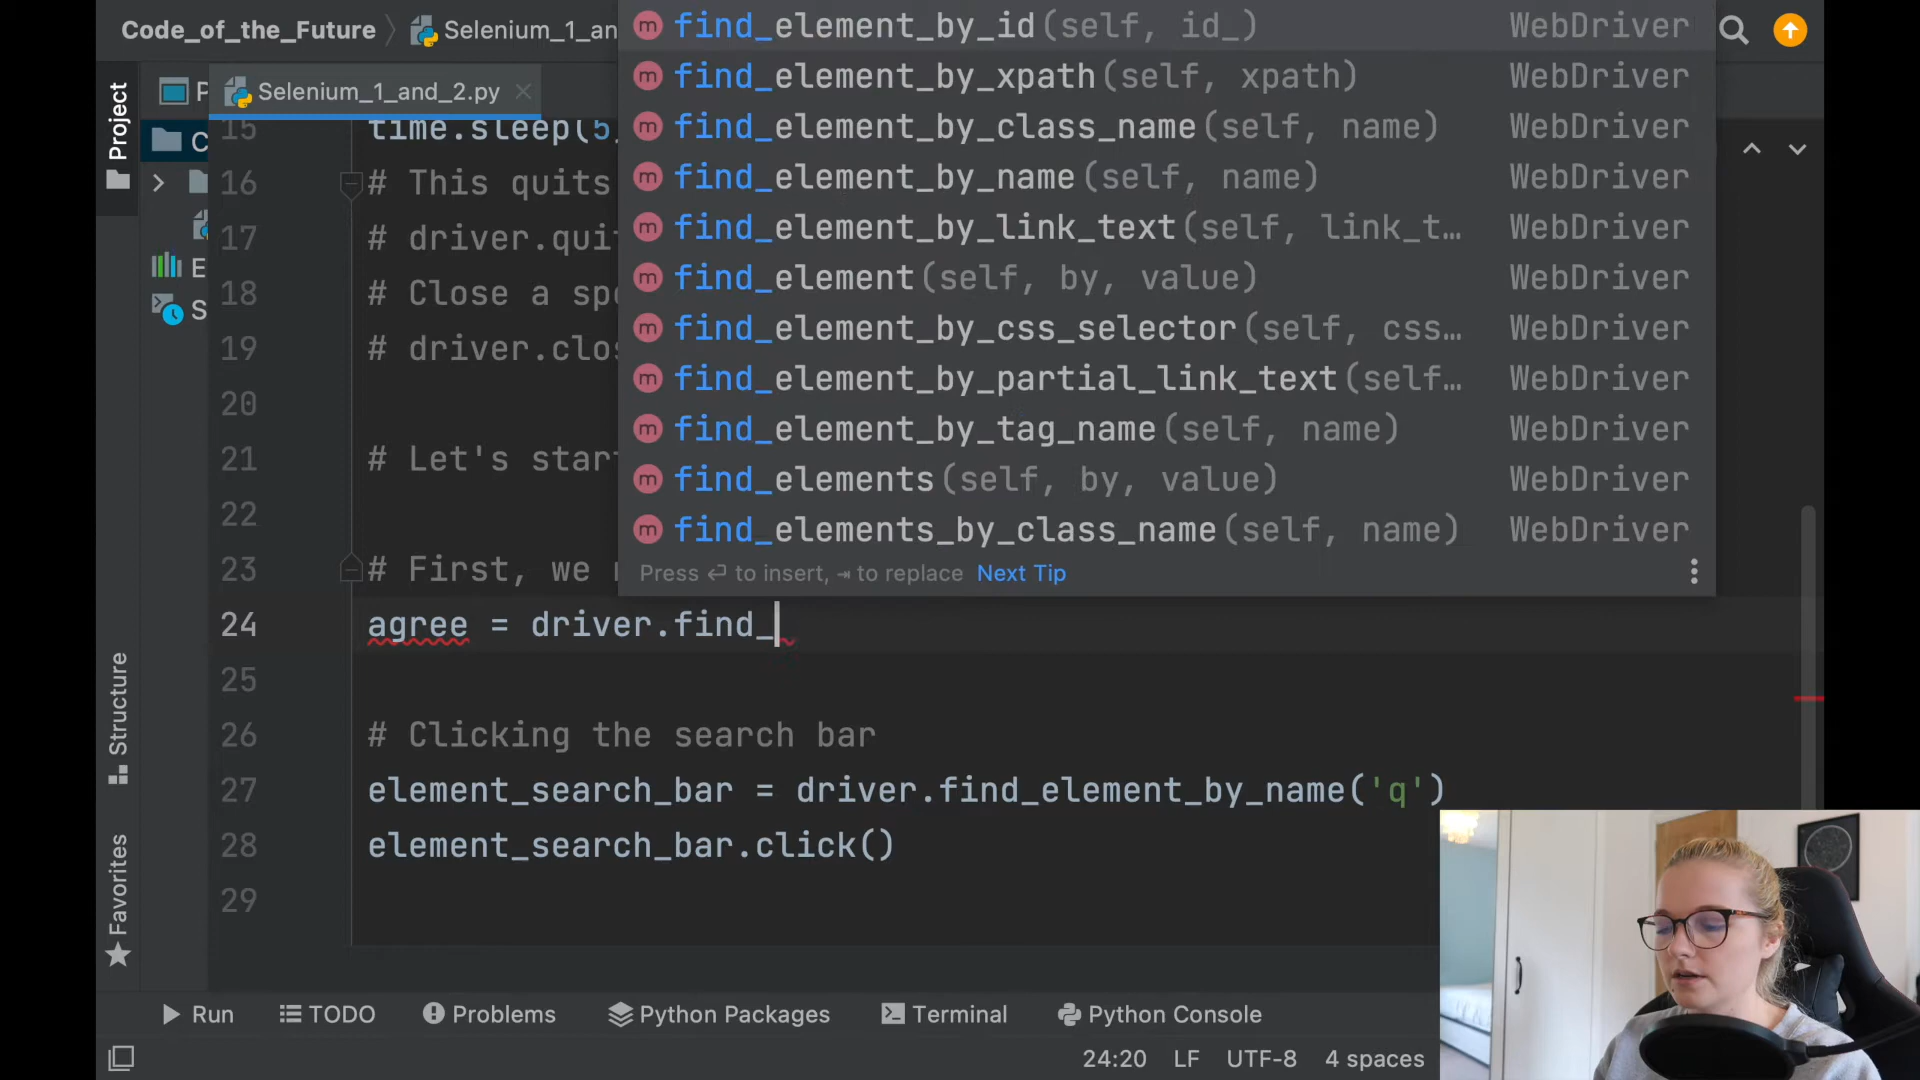 Code_of_the_Future
Selenium_1_an
Project
P
Selenium_1_and_2.py
C
E
S
Structure
Favorites
find_element_by_id(self, id_) WebDriver
find_element_by_xpath(self, xpath) WebDriver
find_element_by_class_name(self, name) WebDriver
find_element_by_name(self, name) WebDriver
find_element_by_link_text(self, link_t… WebDriver
find_element(self, by, value) WebDriver
find_element_by_css_selector(self, css… WebDriver
find_element_by_partial_link_text(self… WebDriver
find_element_by_tag_name(self, name) WebDriver
find_elements(self, by, value) WebDriver
find_elements_by_class_name(self, name) WebDriver
Press ↵ to insert, ⇥ to replace Next Tip
15 time.sleep(5
16 # This quits
17 # driver.quit
18 # Close a sp
19 # driver.clos
20
21 # Let's start
22
23 # First, we
24 agree = driver.find_
25
26 # Clicking the search bar
27 element_search_bar = driver.find_element_by_name('q')
28 element_search_bar.click()
29
Run TODO Problems Python Packages Terminal Python Console
24:20 LF UTF-8 4 spaces